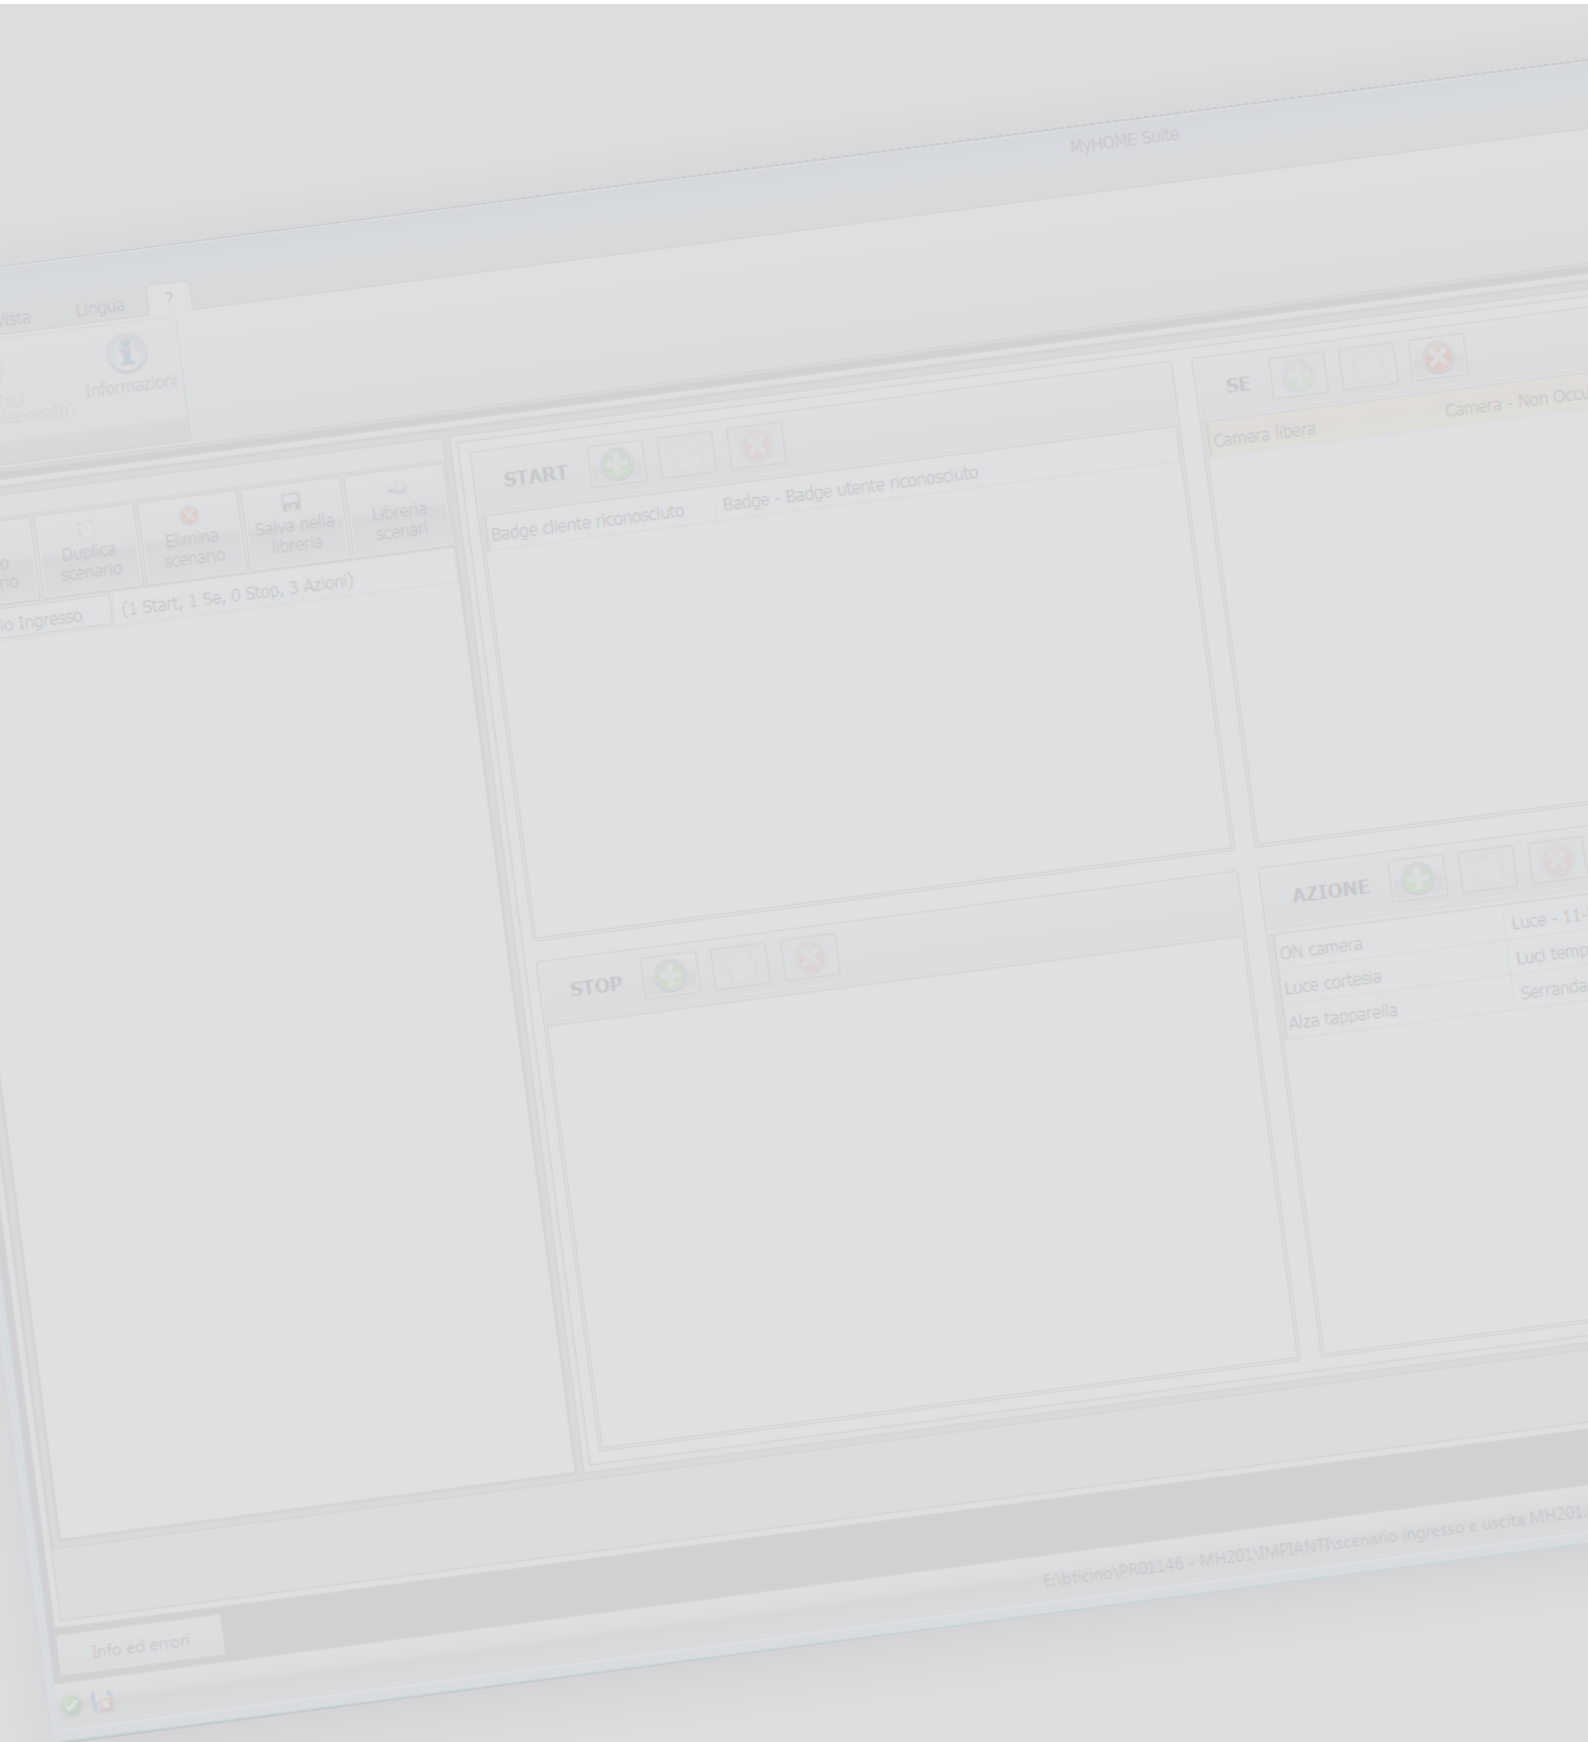 MyHOME Suite
Vista Lingua ?
Informazioni
START
SE
Camera libera Camera - Non Occu
Badge cliente riconosciuto Badge - Badge utente riconosciuto
Duplica scenario
Elimina scenario
Salva nella libreria
Libreria scenari
io Ingresso (1 Start, 1 Se, 0 Stop, 3 Azioni)
STOP
AZIONE
ON camera Luce - 11-
Luce cortesia Luci temp
Alza tapparella Serranda
E:\bticino\PR01146 - MH201\IMPIANTI\scenario ingresso e uscita MH201.
Info ed errori